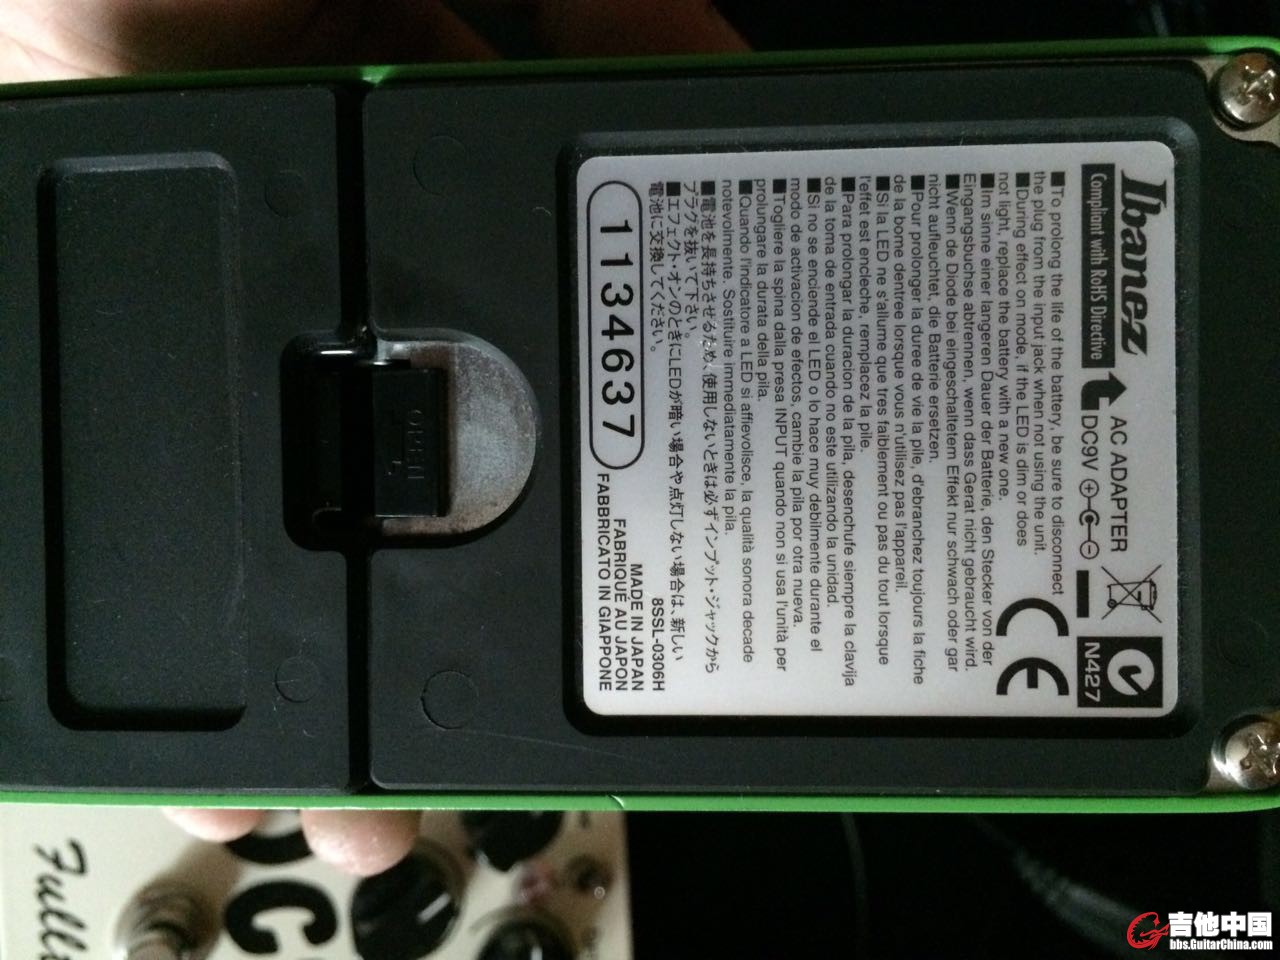 Ibanez
Compliant with RoHS Directive
AC ADAPTER
DC9V
N427
■To prolong the life of the battery, be sure to disconnect
the plug from the input jack when not using the unit.
■During effect on mode, if the LED is dim or does
not light, replace the battery with a new one.
■Im sinne einer langeren Dauer der Batterie, den Stecker von der
Eingangsbuchse abtrennen, wenn dass Gerat nicht gebraucht wird.
■Wenn de Diode bei eingeschaltetem Effekt nur schwach oder gar
nicht aufleuchtet, die Batterie ersetzen.
■Pour prolonger la duree de vie la pile, d'ebranchez toujours la fiche
de la borne dentree lorsque vous n'utilisez pas l'appareil.
■Si la LED ne s'allume que tres faiblement ou pas du tout lorsque
l'effet est encleche, remplacez la pile.
■Para prolongar la duracion de la pila, desenchufe siempre la clavija
de la toma de entrada cuando no este utilizando la unidad.
■Si no se enciende el LED o lo hace muy debilmente durante el
modo de activacion de efectos, cambie la pila por otra nueva.
■Togliere la spina dalla presa INPUT quando non si usa l'unità per
prolungare la durata della pila.
■Quando l'indicatore a LED si affievolisce, la qualità sonora decade
notevolmente. Sostituire immediatamente la pila.
■電池を長持ちさせるため、使用しないときは必ずインプット・ジャックから
プラグを抜いて下さい。
■エフェクト・オンのときにLEDが暗い場合や点灯しない場合は、新しい
電池に交換してください。
8SSL-0306H
1134637
MADE IN JAPAN
FABRIQUÉ AU JAPON
FABBRICATO IN GIAPPONE
CE
OPEN
Full
OC
吉他中国
bbs.GuitarChina.com